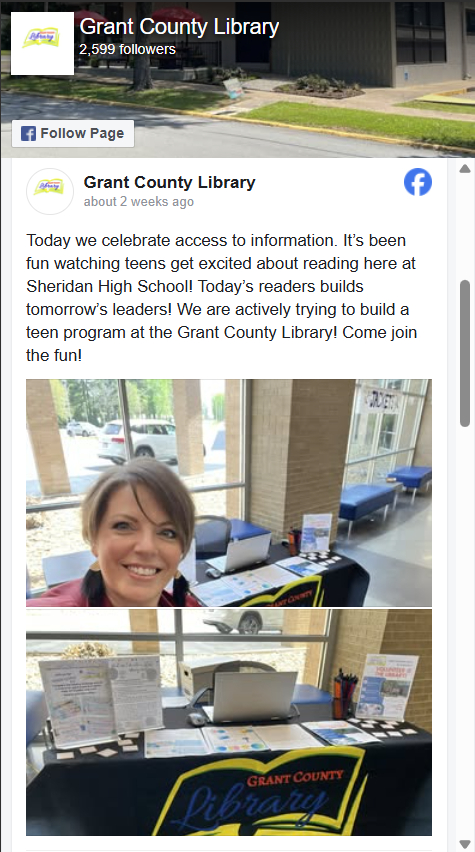 Grant County Library
2,599 followers
Follow Page
Grant County Library
about 2 weeks ago
Today we celebrate access to information. It’s been
fun watching teens get excited about reading here at
Sheridan High School! Today’s readers builds
tomorrow’s leaders! We are actively trying to build a
teen program at the Grant County Library! Come join
the fun!
GRANT COUNTY
GRANT COUNTY
Library